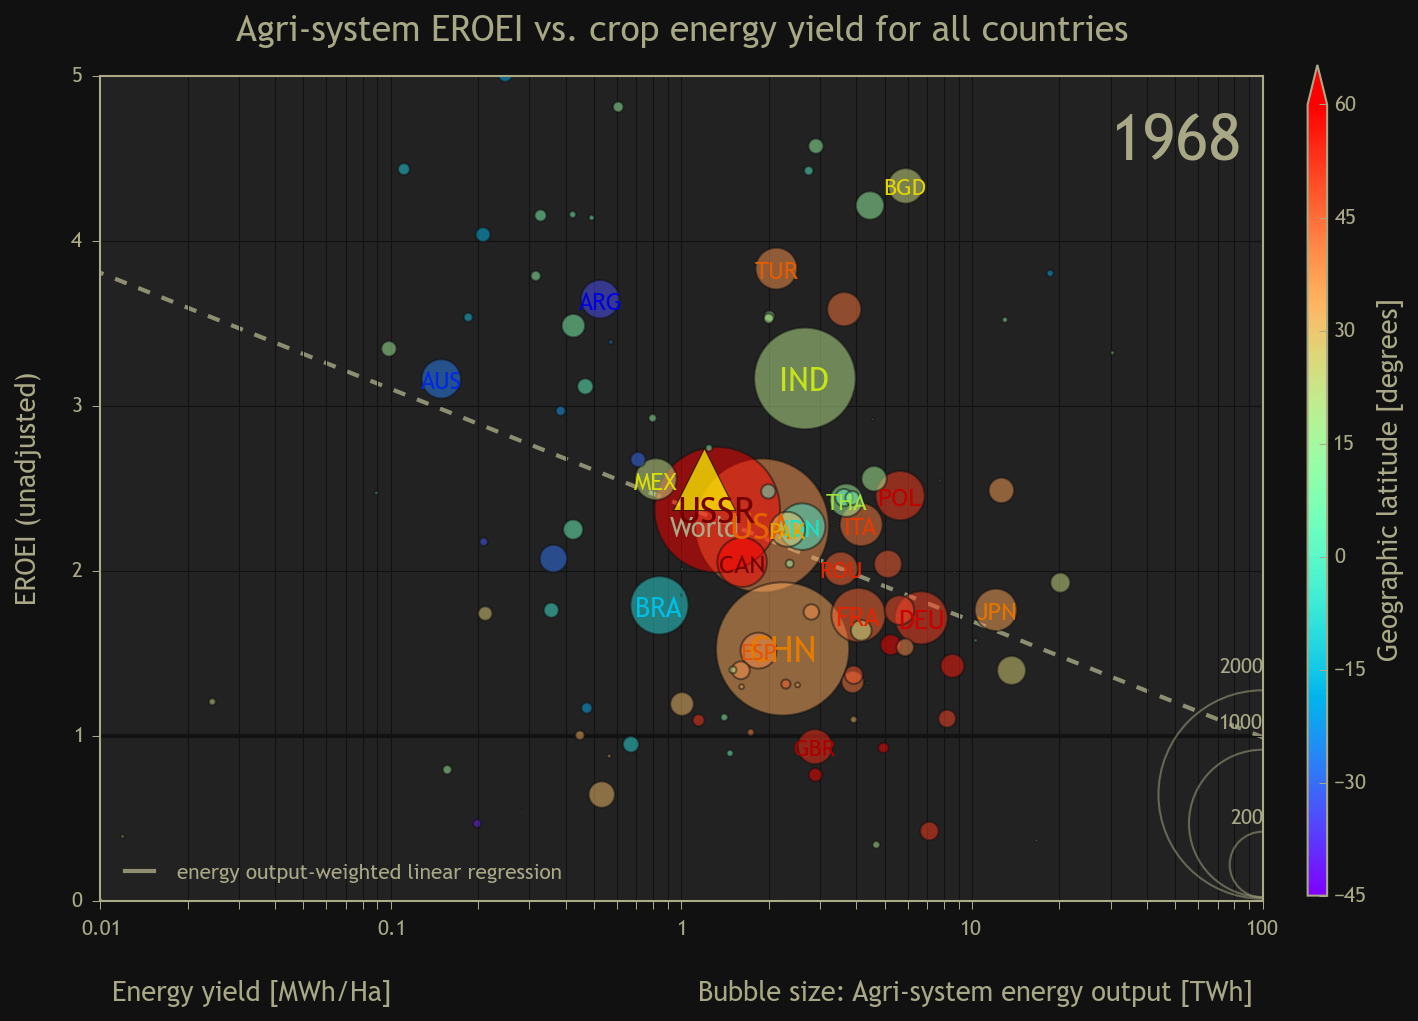 Agri-system EROEI vs. crop energy yield for all countries
1968
EROEI (unadjusted)
5
4
3
2
1
0
BGD
TUR
ARG
AUS
IND
MEX
USSR
THA
POL
World
US
PAK
IDN
ITA
CAN
ROU
BRA
FRA
DEU
JPN
ESP
CHN
GBR
2000
1000
200
energy output-weighted linear regression
0.01
0.1
1
10
100
Energy yield [MWh/Ha]
Bubble size: Agri-system energy output [TWh]
60
45
30
15
0
−15
−30
−45
Geographic latitude [degrees]